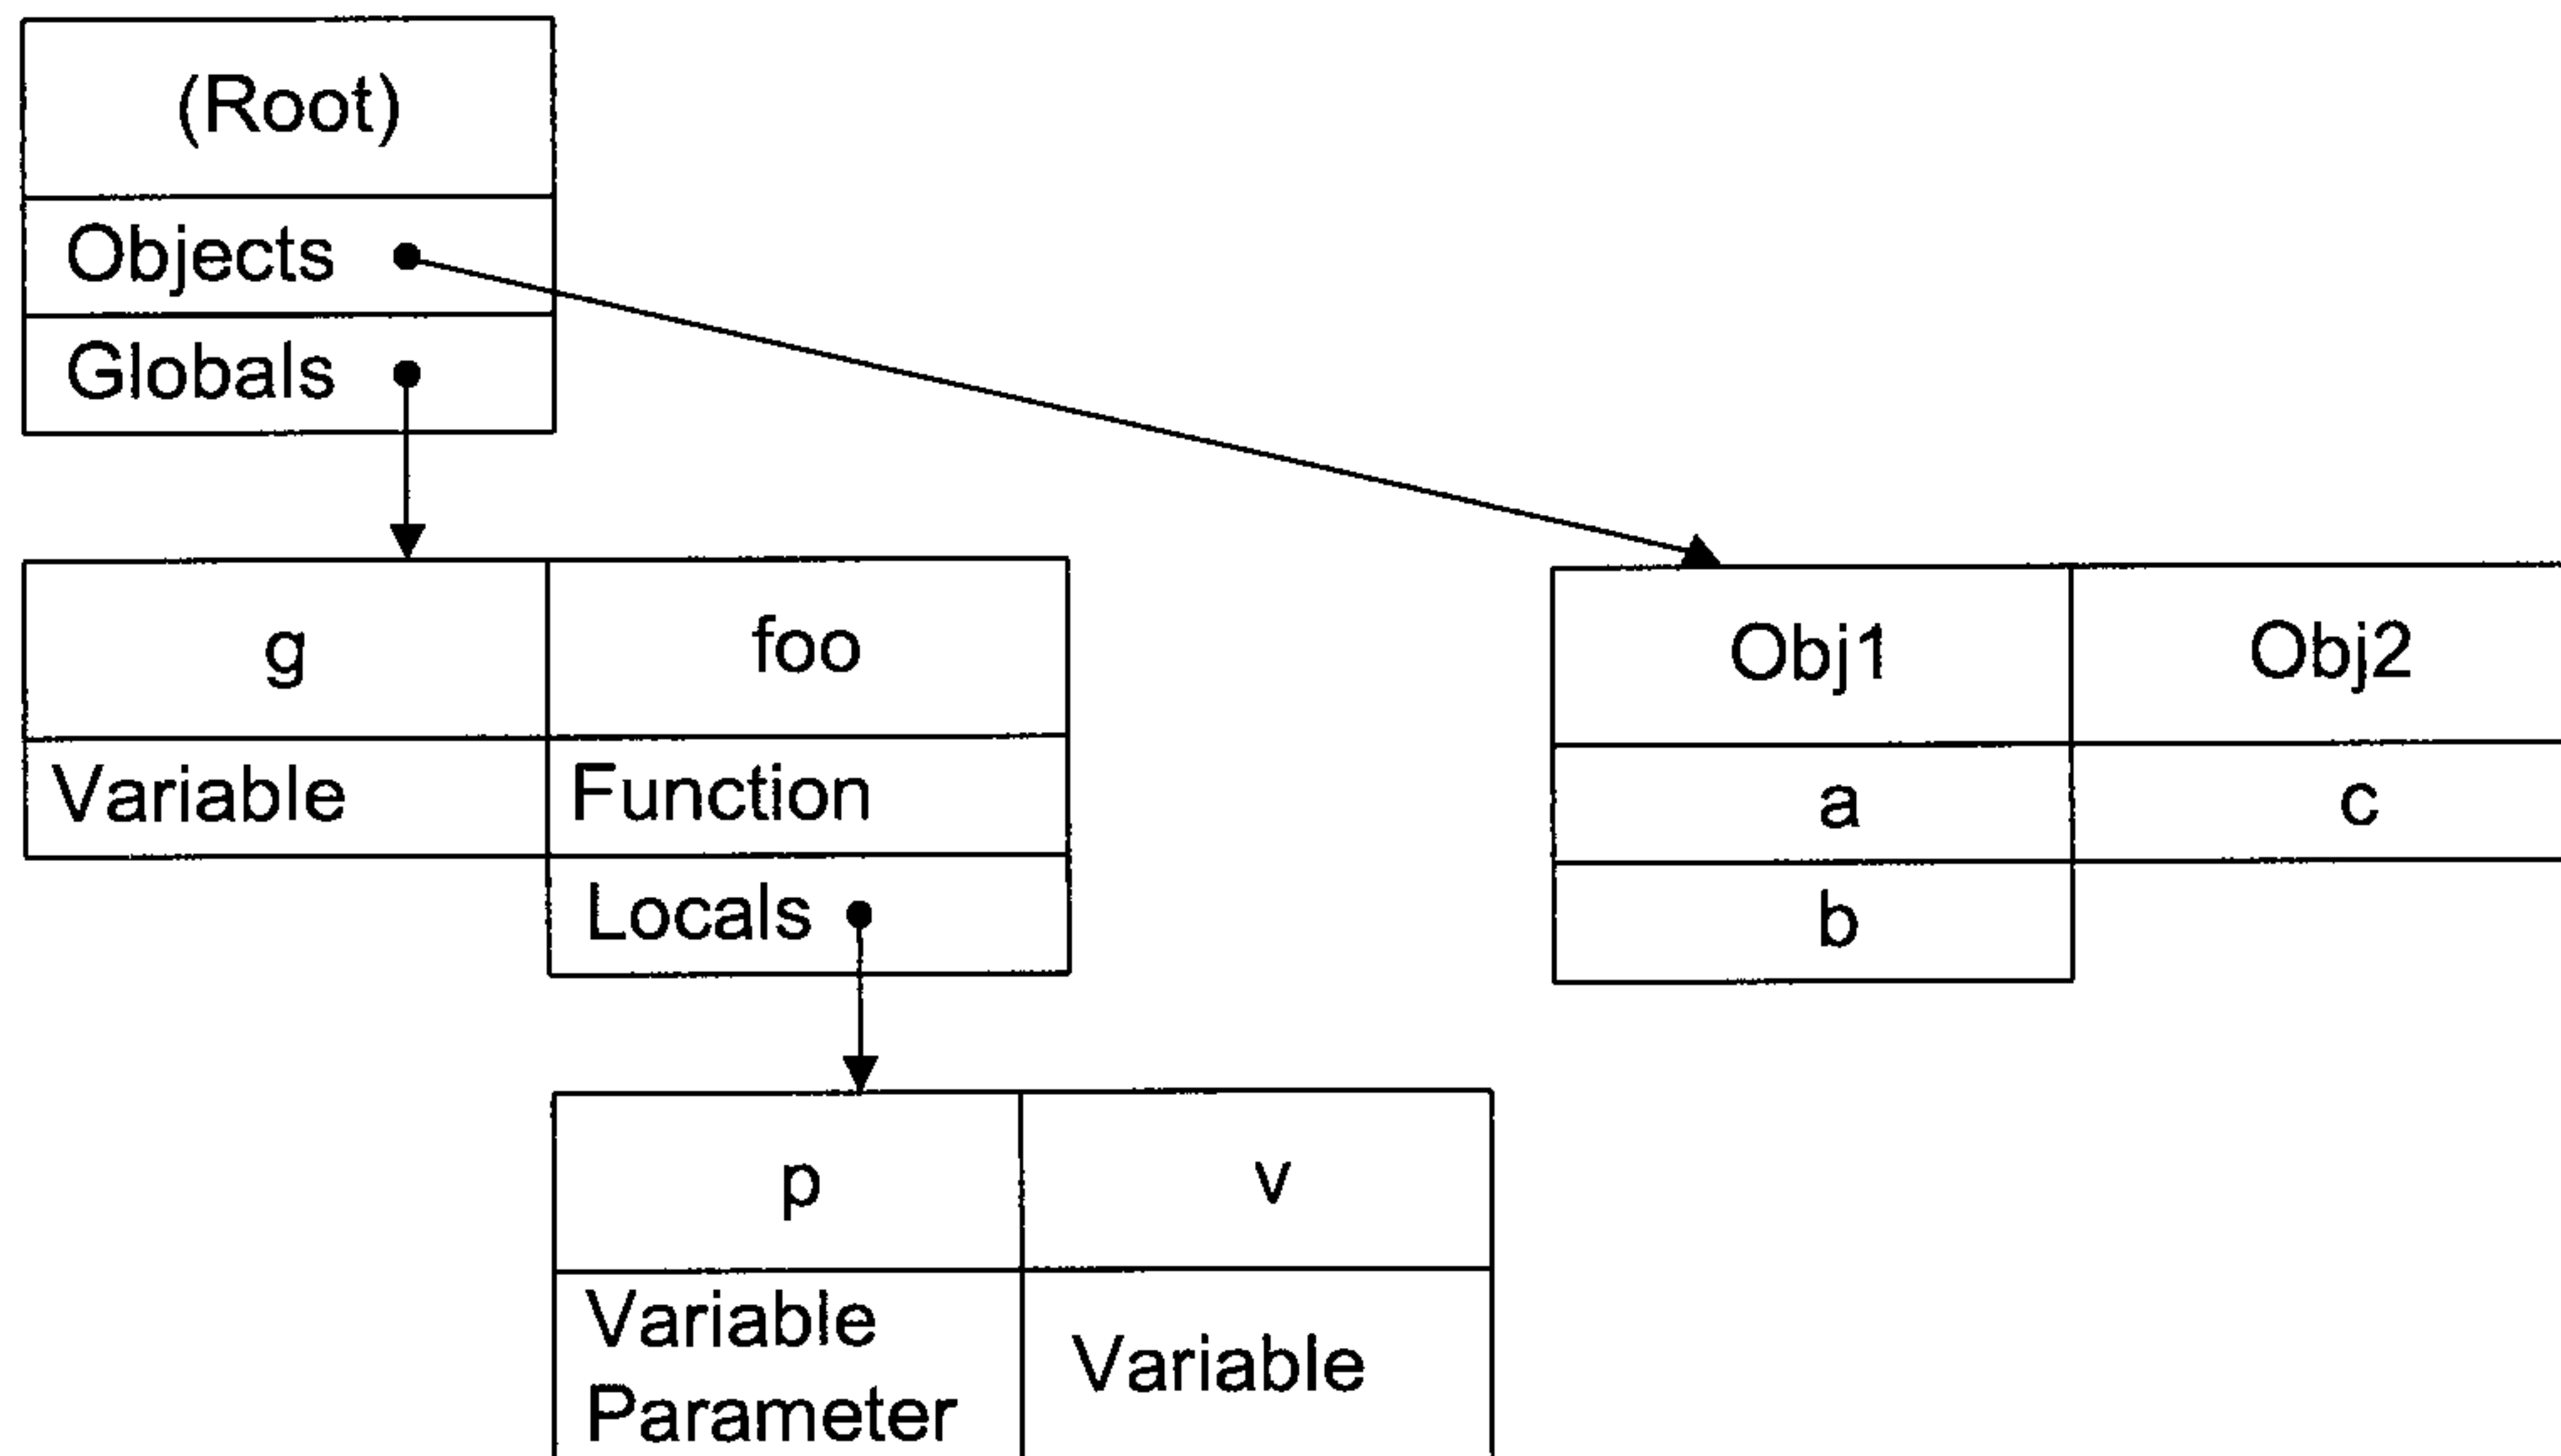 (Root)
Objects
Globals
g foo
Variable Function
Locals
Obj1 Obj2
a c
b
p v
Variable
Parameter
Variable